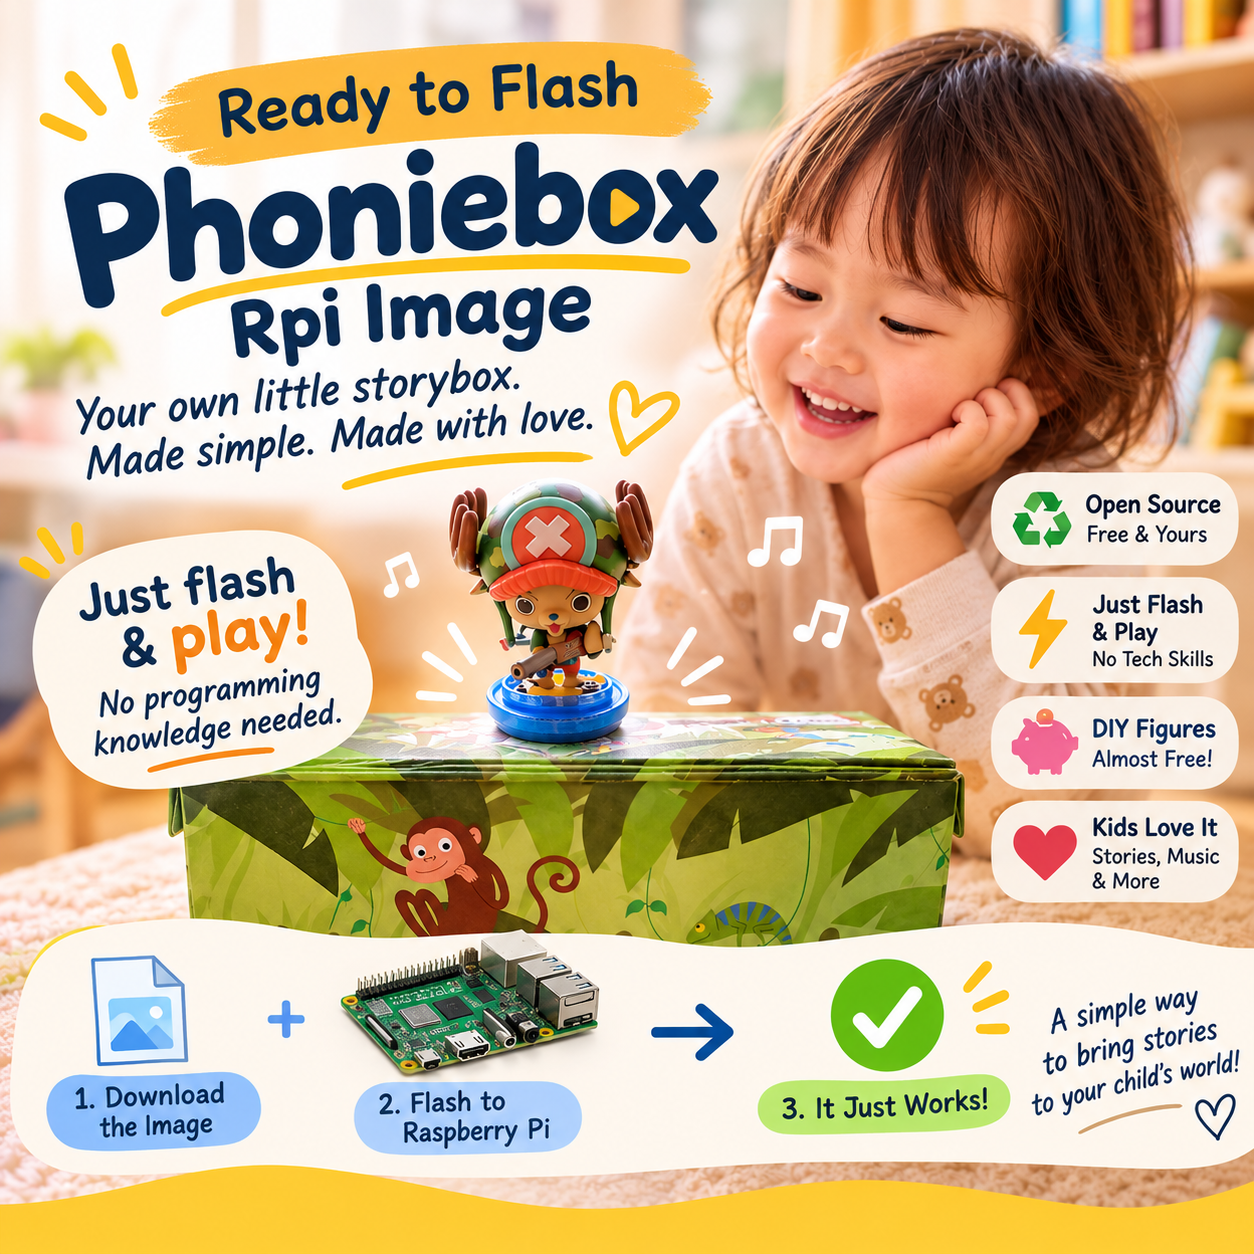 Ready to Flash
Phoniebox
Rpi Image
Your own little storybox.
Made simple. Made with love.
Just flash
& play!
No programming
knowledge needed.
Open Source
Free & Yours
Just Flash
& Play
No Tech Skills
DIY Figures
Almost Free!
Kids Love It
Stories, Music
& More
1. Download
the Image
2. Flash to
Raspberry Pi
3. It Just Works!
A simple way
to bring stories
to your child's world!